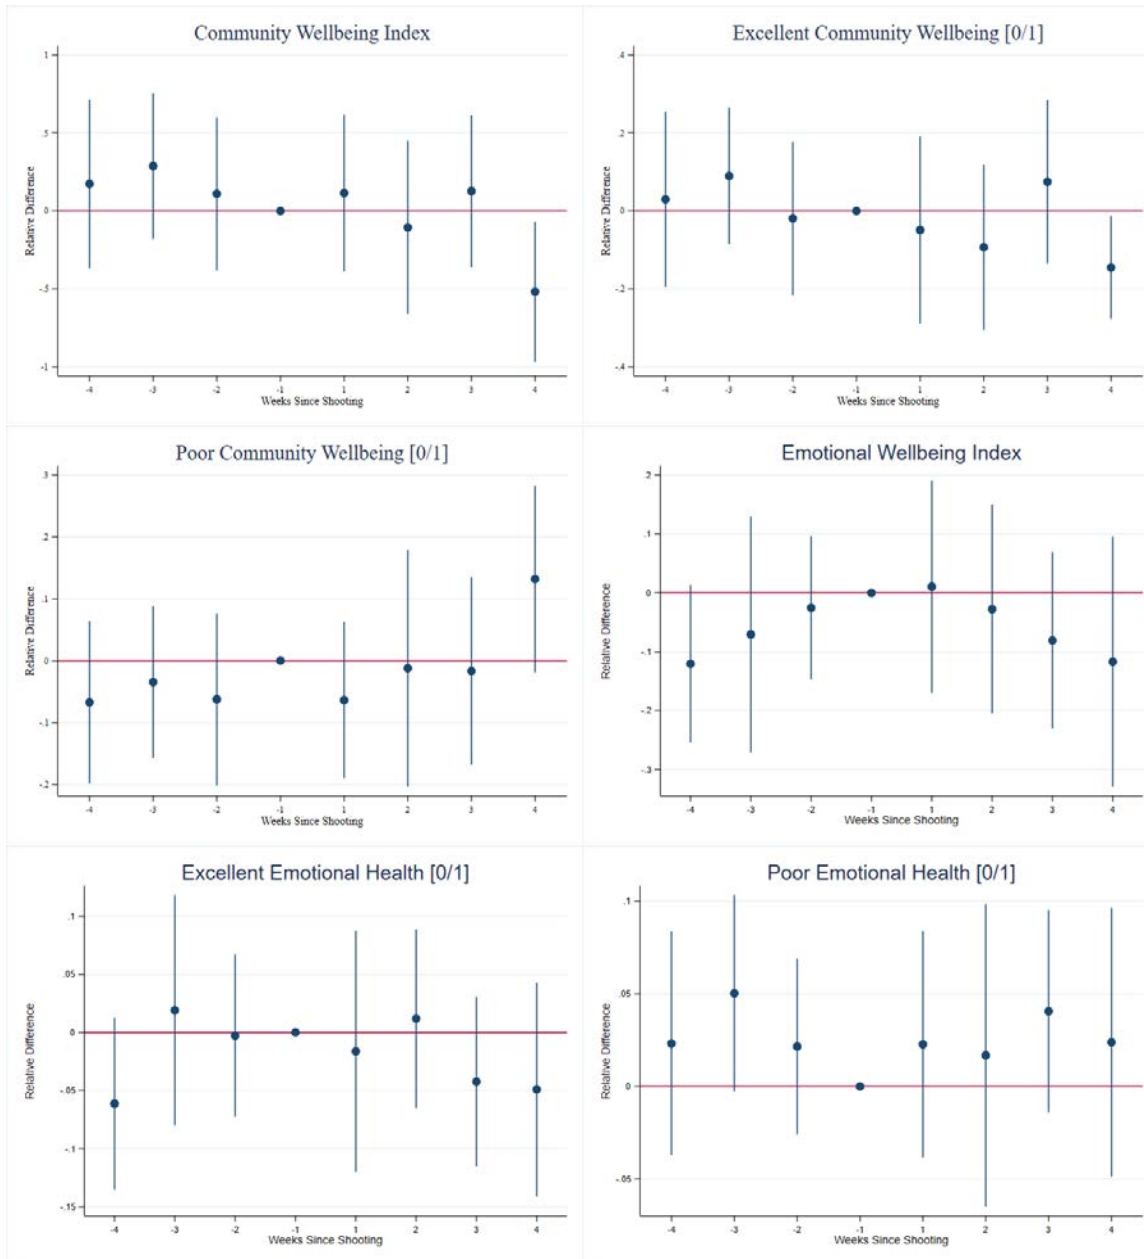 Community Wellbeing Index
1
.5
0
-.5
-1
Relative Difference
-4 -3 -2 -1 1 2 3 4
Weeks Since Shooting
Excellent Community Wellbeing [0/1]
.4
.2
0
-.2
-.4
Relative Difference
-4 -3 -2 -1 1 2 3 4
Weeks Since Shooting
Poor Community Wellbeing [0/1]
.3
.2
.1
0
-.1
-.2
Relative Difference
-4 -3 -2 -1 1 2 3 4
Weeks Since Shooting
Emotional Wellbeing Index
.2
.1
0
-.1
-.2
-.3
Relative Difference
-4 -3 -2 -1 1 2 3 4
Weeks Since Shooting
Excellent Emotional Health [0/1]
.1
.05
0
-.05
-.1
-.15
Relative Difference
-4 -3 -2 -1 1 2 3 4
Weeks Since Shooting
Poor Emotional Health [0/1]
.1
.05
0
-.05
Relative Difference
-4 -3 -2 -1 1 2 3 4
Weeks Since Shooting